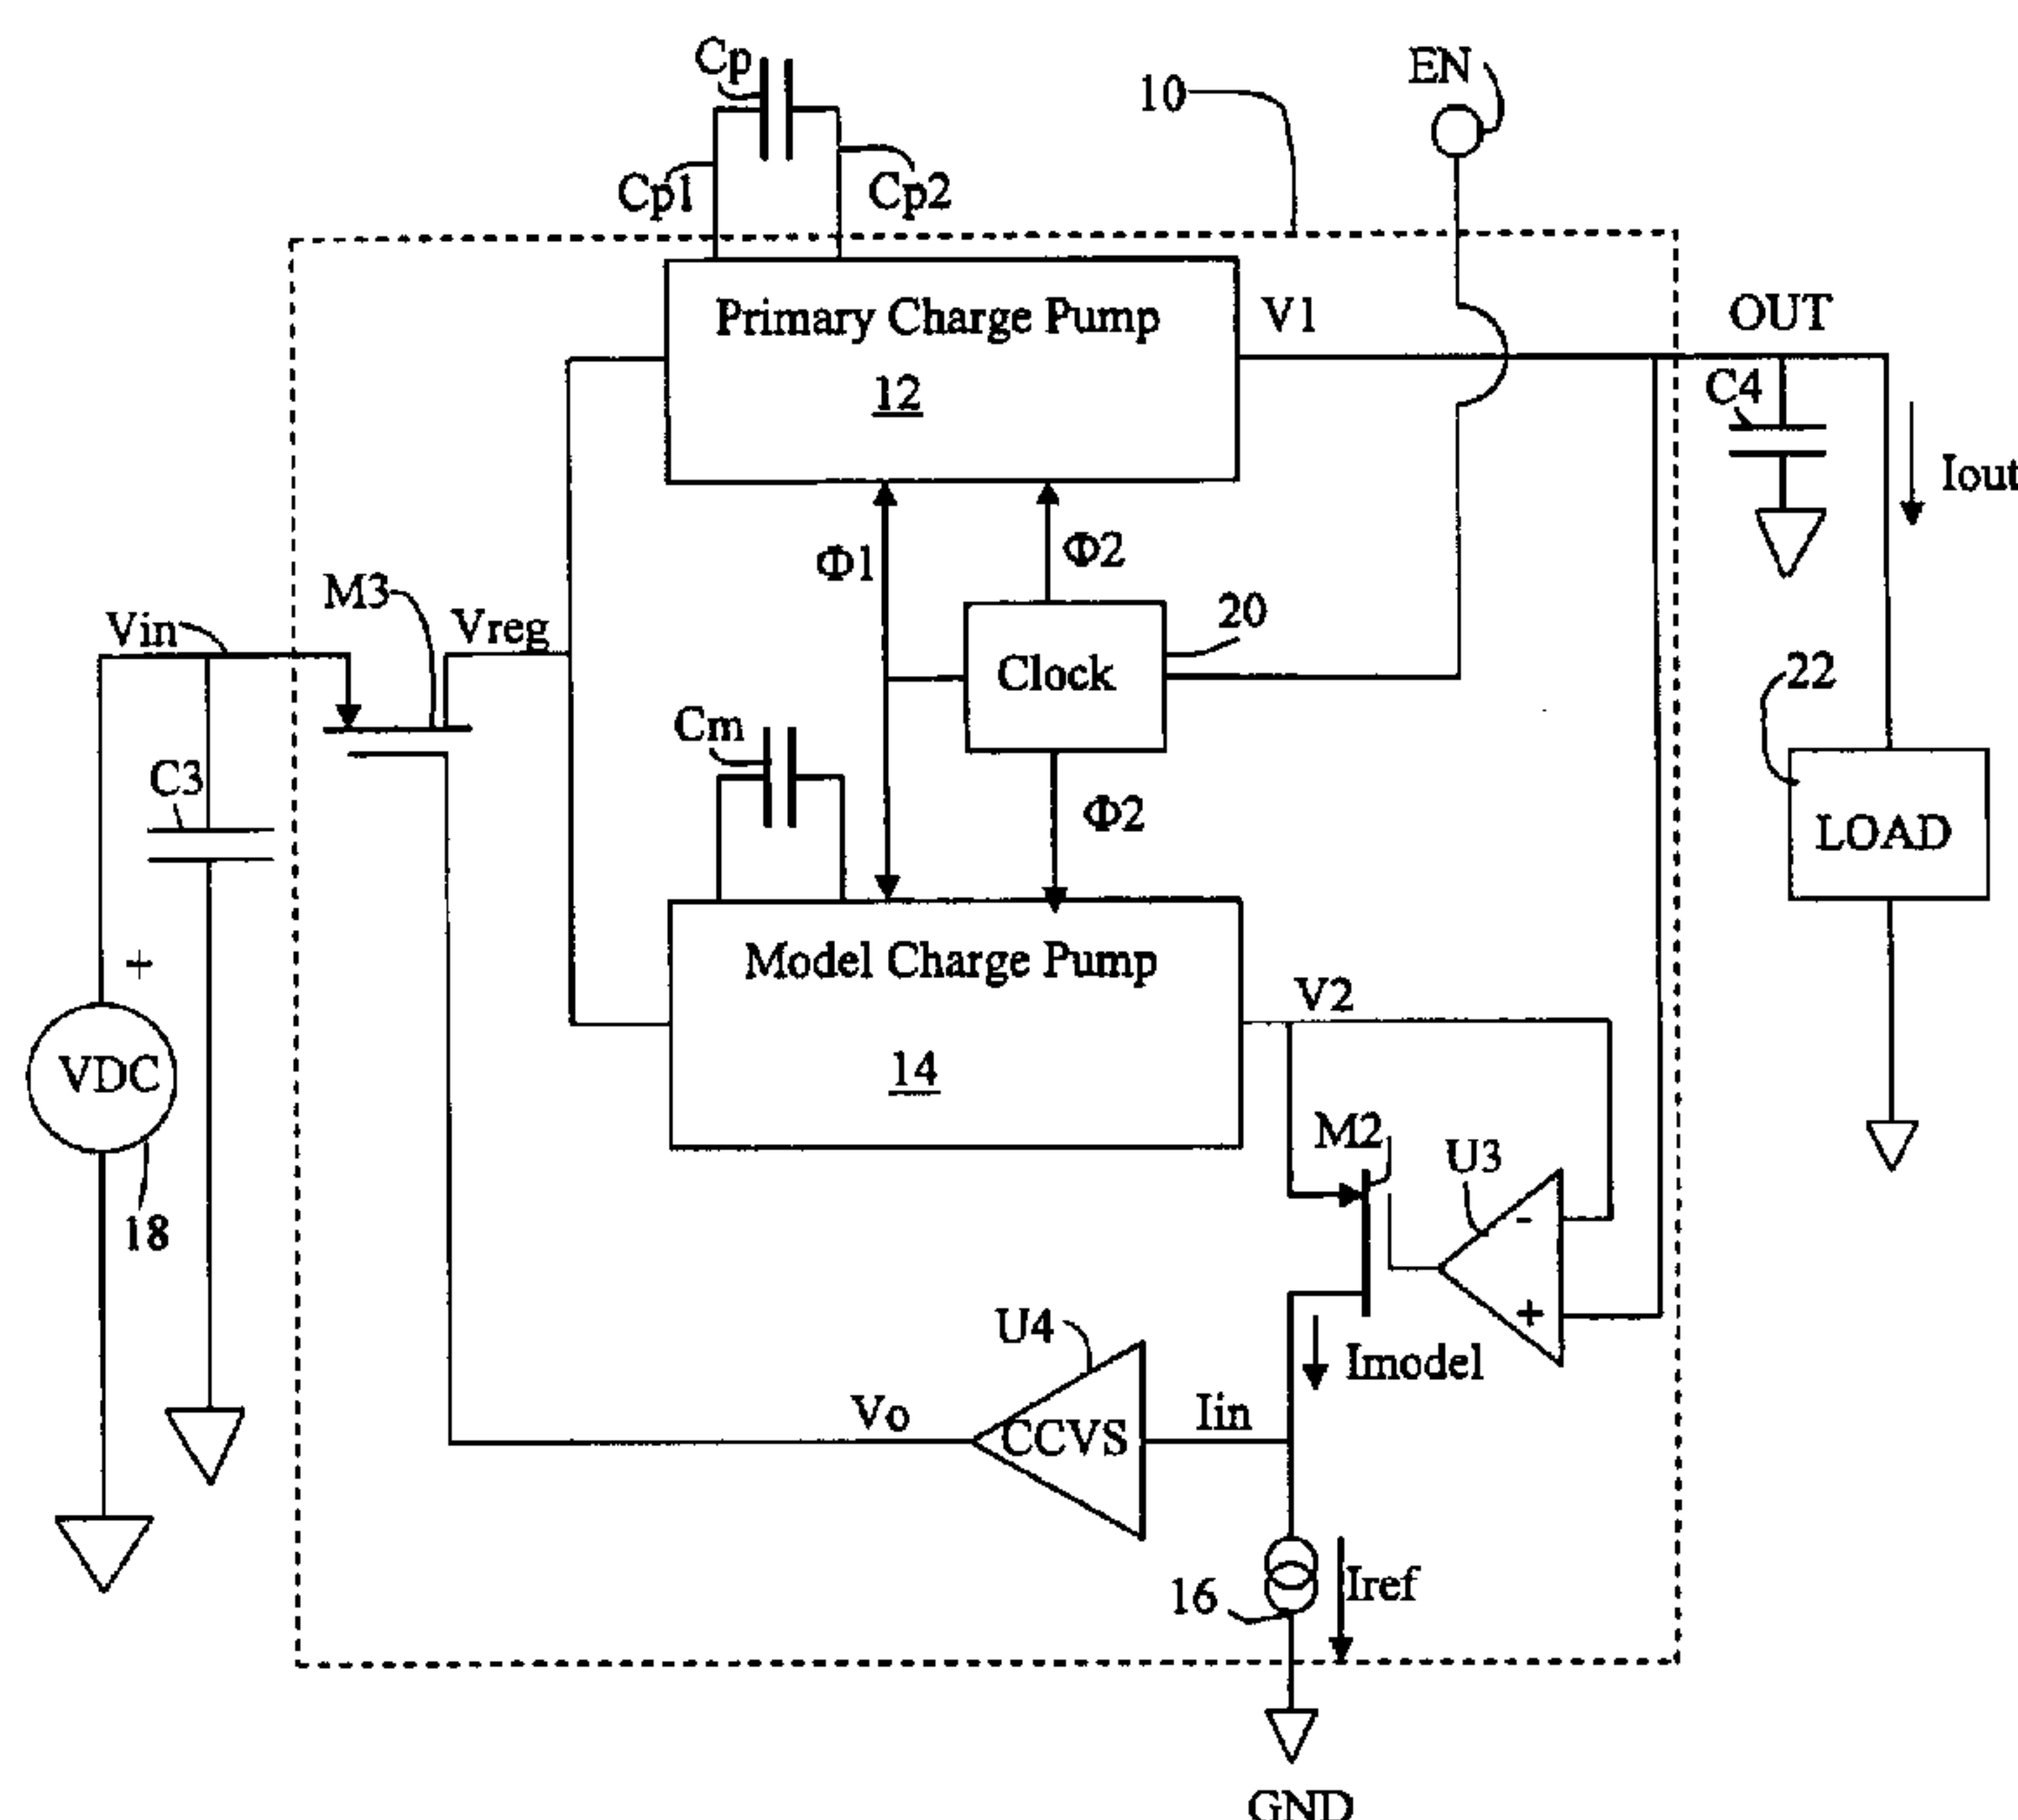 Cp
EN
10
Cp1
Cp2
Primary Charge Pump
V1
OUT
12
C4
Iout
Φ1
Φ2
M3
Vin
Vreg
20
Clock
22
Cm
C3
Φ2
LOAD
+
Model Charge Pump
V2
VDC
14
M2
U3
18
-
+
U4
Imodel
Vo
CCVS
Iin
16
Iref
GND